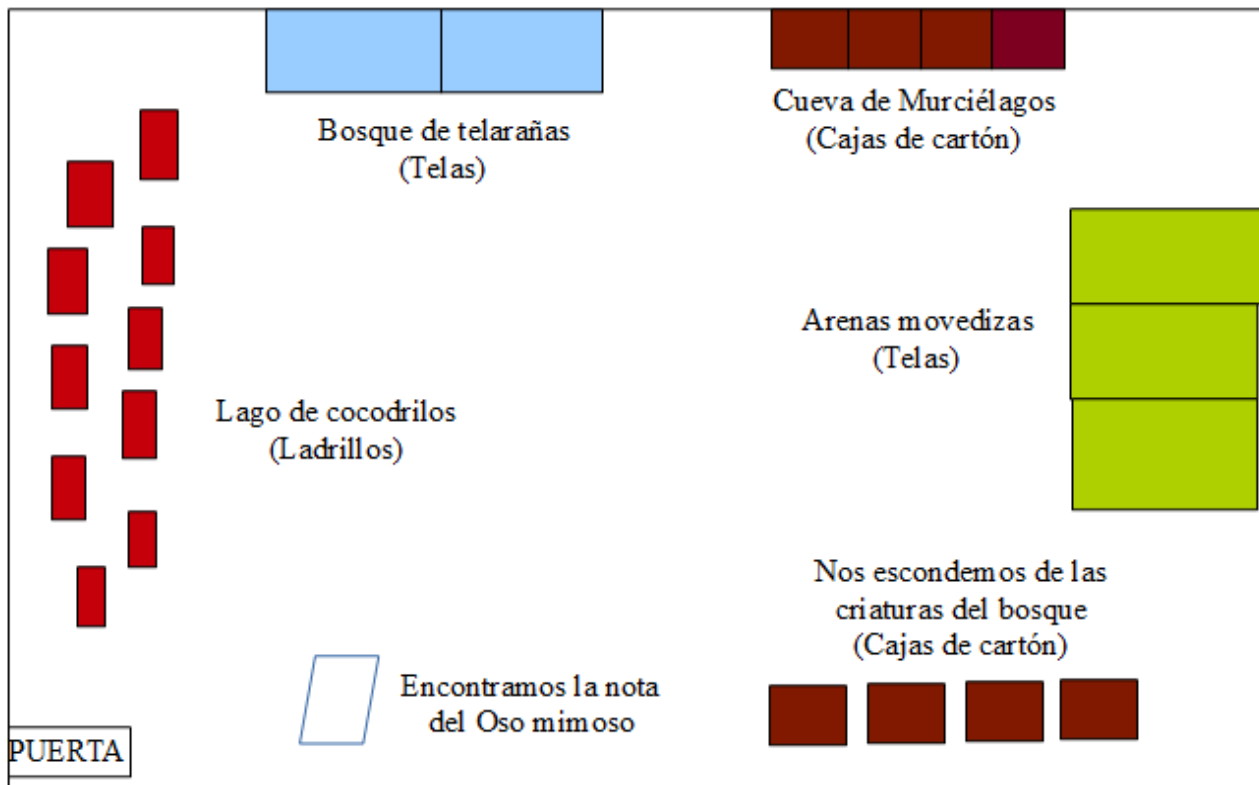 Bosque de telarañas
(Telas)
Cueva de Murciélagos
(Cajas de cartón)
Arenas movedizas
(Telas)
Lago de cocodrilos
(Ladrillos)
Nos escondemos de las
criaturas del bosque
(Cajas de cartón)
Encontramos la nota
del Oso mimoso
PUERTA